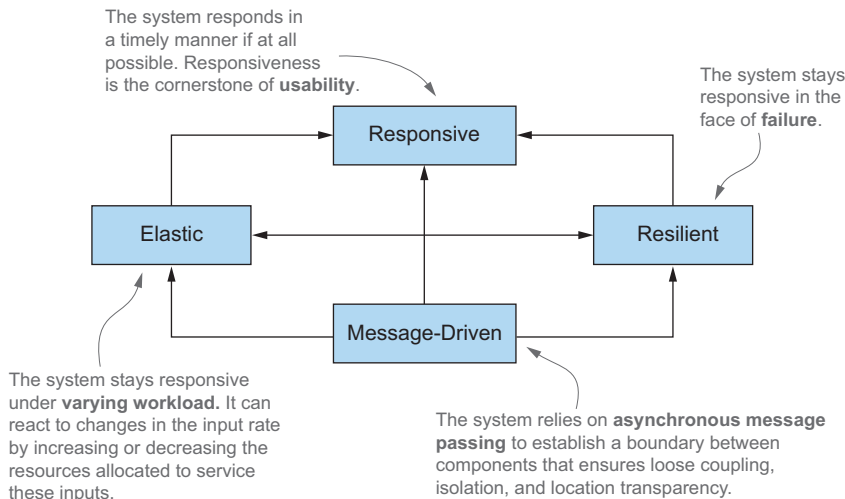 The system responds in
a timely manner if at all
possible. Responsiveness
is the cornerstone of usability.
The system stays
responsive in the
face of failure.
Responsive
Elastic
Resilient
Message-Driven
The system stays responsive
under varying workload. It can
react to changes in the input rate
by increasing or decreasing the
resources allocated to service
these inputs.
The system relies on asynchronous message
passing to establish a boundary between
components that ensures loose coupling,
isolation, and location transparency.